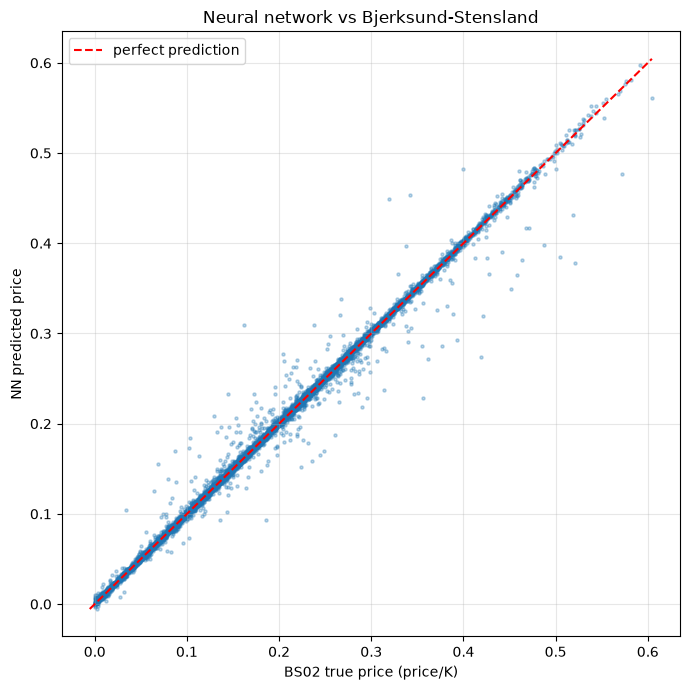 Neural network vs Bjerksund-Stensland
perfect prediction
NN predicted price
0.6
0.5
0.4
0.3
0.2
0.1
0.0
0.0 0.1 0.2 0.3 0.4 0.5 0.6
BS02 true price (price/K)